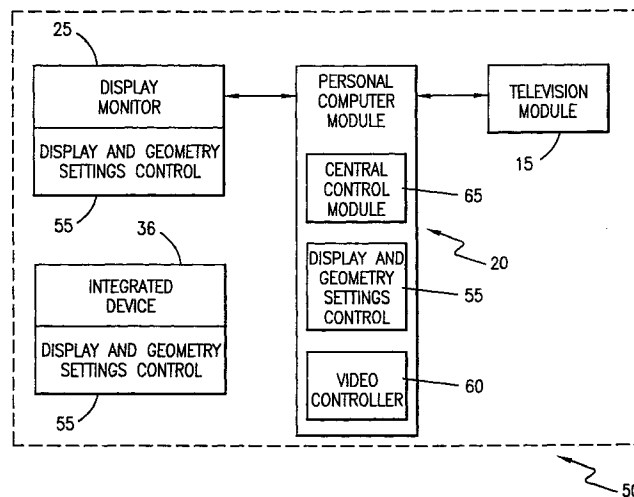 25
DISPLAY
MONITOR
DISPLAY AND GEOMETRY
SETTINGS CONTROL
55
36
INTEGRATED
DEVICE
DISPLAY AND GEOMETRY
SETTINGS CONTROL
55
PERSONAL
COMPUTER
MODULE
CENTRAL
CONTROL
MODULE
65
20
DISPLAY AND
GEOMETRY
SETTINGS
CONTROL
55
VIDEO
CONTROLLER
60
TELEVISION
MODULE
15
50